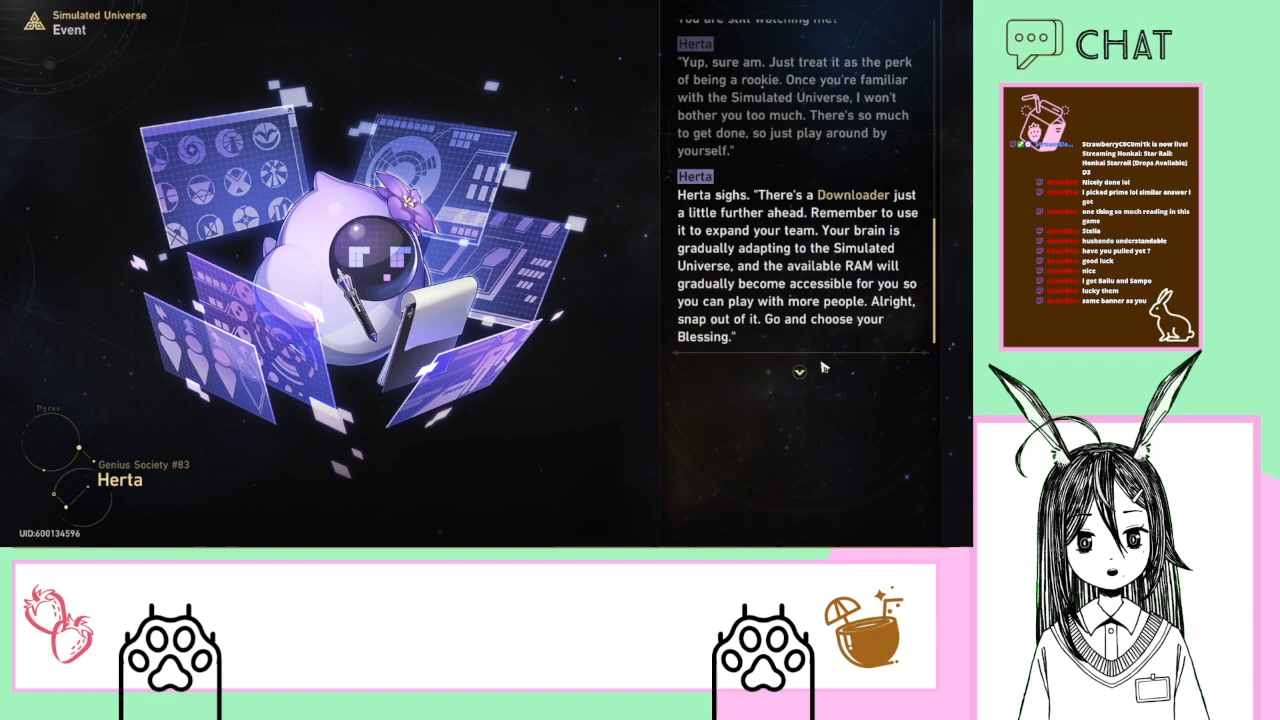 Simulated Universe
Event
You are still watching me?
Herta
"Yup, sure am. Just treat it as the perk
of being a rookie. Once you're familiar
with the Simulated Universe, I won't
bother you too much. There's so much
to get done, so just play around by
yourself."
Herta
Herta sighs. "There's a Downloader just
a little further ahead. Remember to use
it to expand your team. Your brain is
gradually adapting to the Simulated
Universe, and the available RAM will
gradually become accessible for you so
you can play with more people. Alright,
snap out of it. Go and choose your
Blessing."
Genius Society #83
Herta
UID:600134596
CHAT
StrawberryC0C0mi1k is now live!
Streaming Honkai: Star Rail:
Honkai Starrail [Drops Available]
D3
Nicely done lol
I picked prime lol similar answer I
got
one thing so much reading in this
game
Stella
husbando understandable
have you pulled yet ?
good luck
nice
I got Bailu and Sampo
lucky them
same banner as you